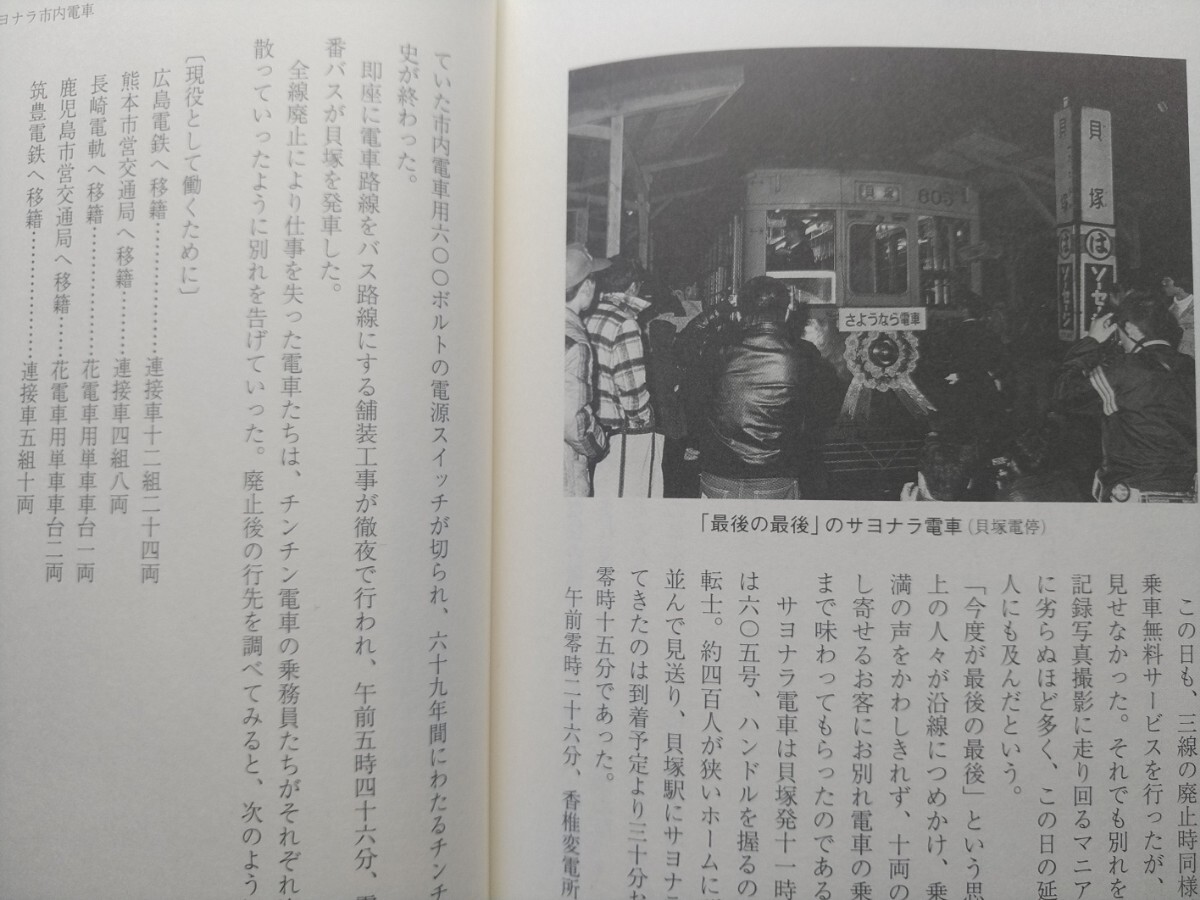 貝塚
605
さようなら電車
貝塚
は
ソーセージ
「最後の最後」のサヨナラ電車(貝塚電停)
この日も、三線の廃止時同様
乗車無料サービスを行ったが、
見せなかった。それでも別れを
記録写真撮影に走り回るマニア
に劣らぬほど多く、この日の延
人にも及んだという。
「今度が最後の最後」という思
上の人々が沿線につめかけ、乗
満の声をかわしきれず、十両の
し寄せるお客にお別れ電車の乗
まで味わってもらったのである
サヨナラ電車は貝塚発十一時
は六〇五号、ハンドルを握るの
転士。約四百人が狭いホームに
並んで見送り、貝塚駅にサヨナ
てきたのは到着予定より三十分
零時十五分であった。
午前零時二十六分、香椎変電所
ヨナラ市内電車
ていた市内電車用六〇〇ボルトの電源スイッチが切られ、六十九年間にわたるチンチ
史が終わった。
即座に電車路線をバス路線にする舗装工事が徹夜で行われ、午前五時四十六分、
番バスが貝塚を発車した。
全線廃止により仕事を失った電車たちは、チンチン電車の乗務員たちがそれぞれ
散っていったように別れを告げていった。廃止後の行先を調べてみると、次のよう
〔現役として働くために〕
広島電鉄へ移籍……………連接車十二組二十四両
熊本市営交通局へ移籍……連接車四組八両
長崎電軌へ移籍……………花電車用単車車台一両
鹿児島市営交通局へ移籍…花電車用単車車台二両
筑豊電鉄へ移籍……………連接車五組十両